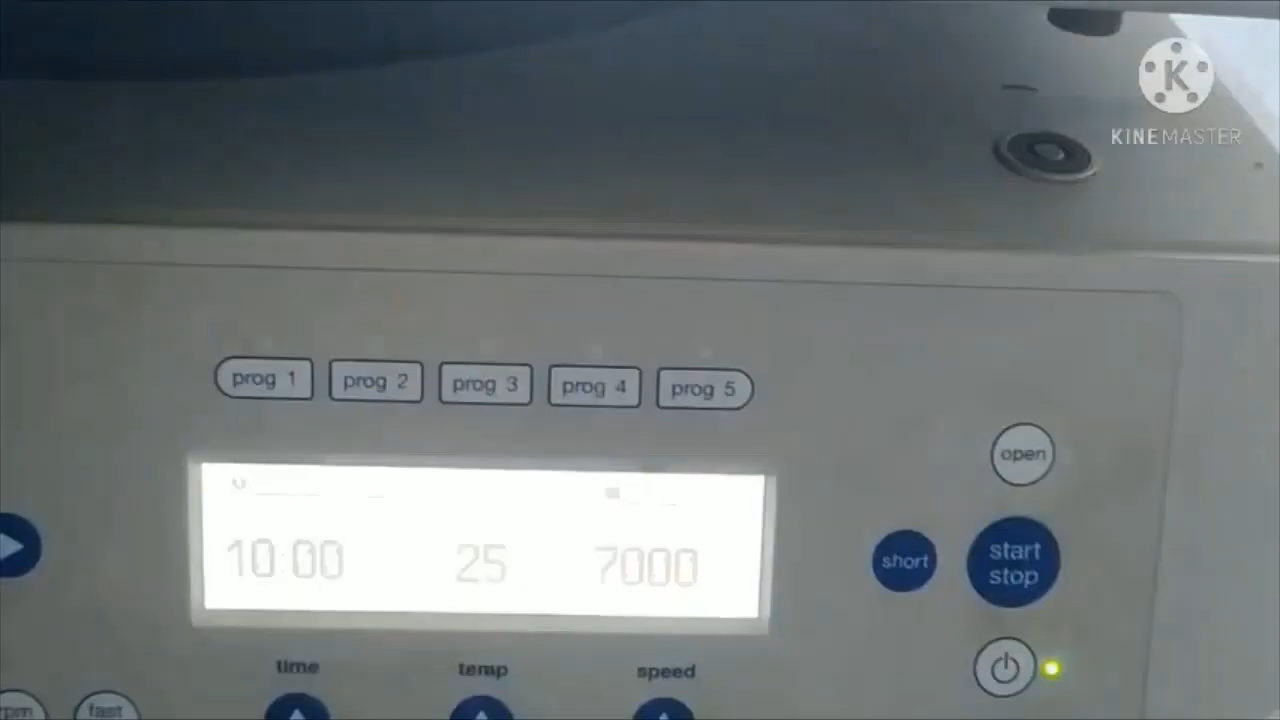 K
KINEMASTER
prog 1 prog 2 prog 3 prog 4 prog 5
open
10:00 25 7000
short
start
stop
time temp speed
rpm fast